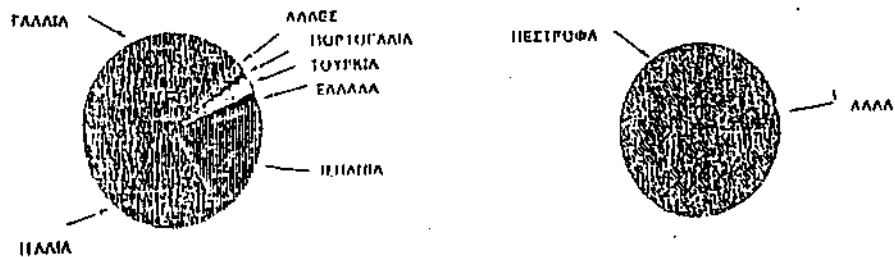 ΓΑΛΛΙΑ
ΑΛΛΕΣ
ΠΟΡΤΟΓΑΛΙΑ
ΤΟΥΡΚΙΑ
ΕΛΛΑΔΑ
ΙΣΠΑΝΙΑ
ΙΤΑΛΙΑ
ΠΕΣΤΡΟΦΑ
ΑΛΛΑ